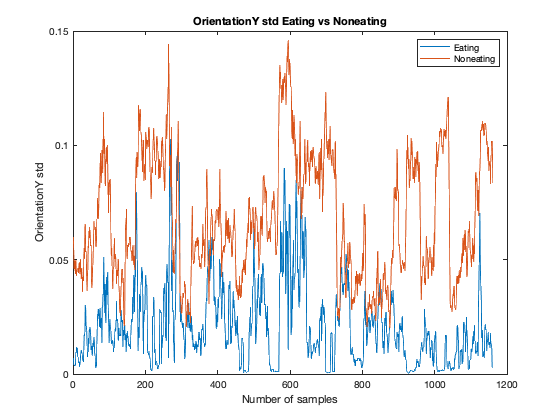 OrientationY std Eating vs Noneating
0.15
Eating
Noneating
0.1
OrientationY std
0.05
0
0 200 400 600 800 1000 1200
Number of samples